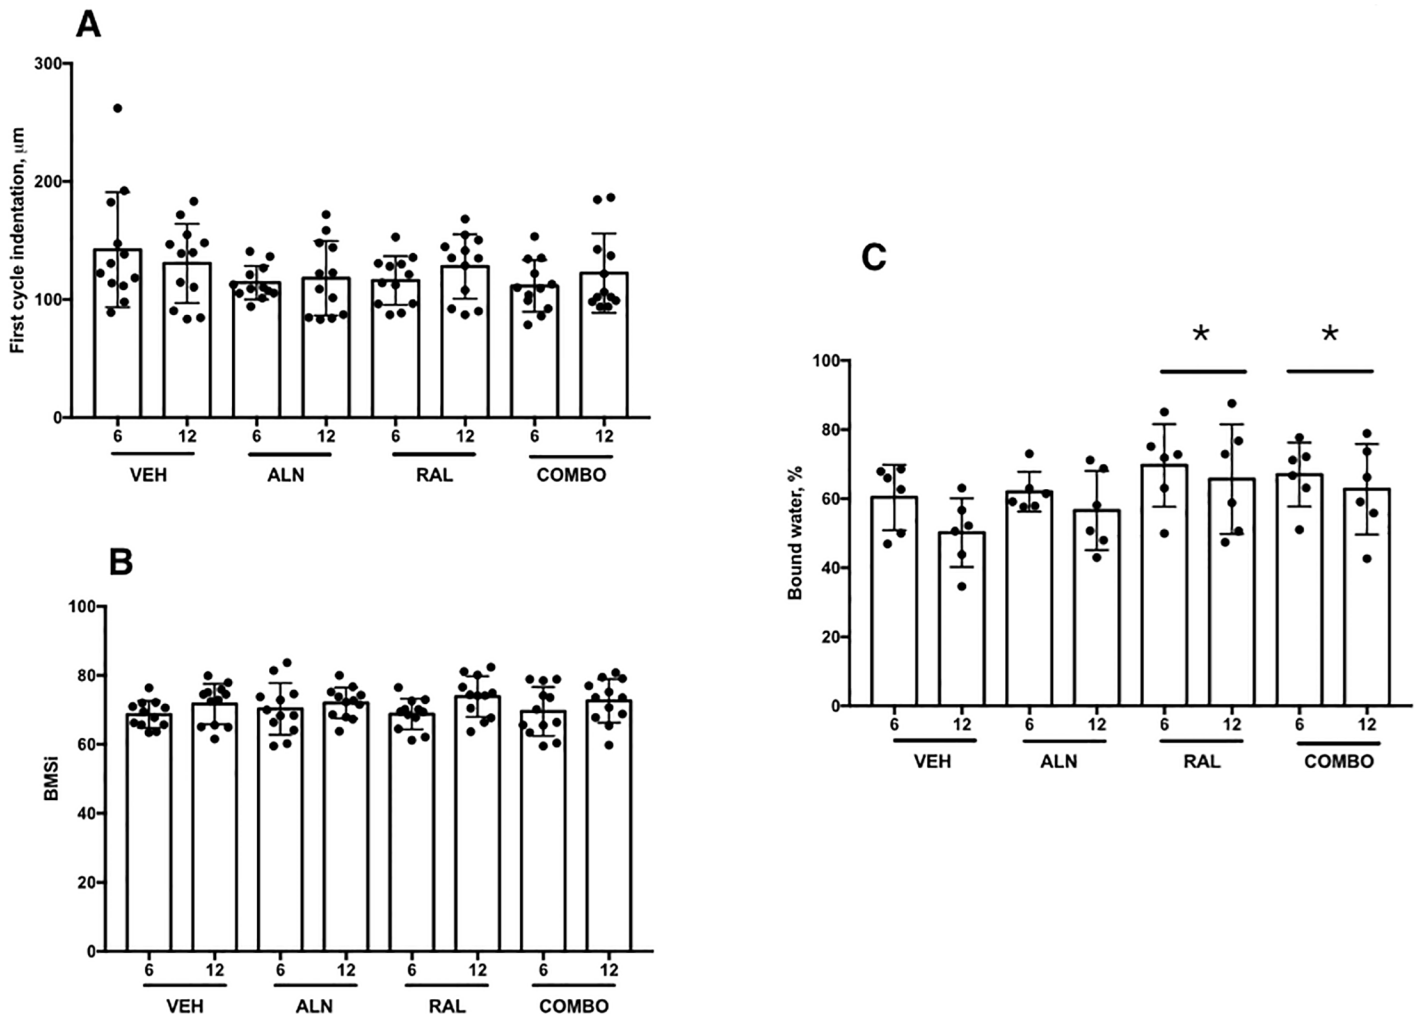 A
First cycle indentation, μm
300
200
100
0
6 12 6 12 6 12 6 12
VEH ALN RAL COMBO
B
BMSi
100
80
60
40
20
0
6 12 6 12 6 12 6 12
VEH ALN RAL COMBO
C
* *
Bound water, %
100
80
60
40
20
0
6 12 6 12 6 12 6 12
VEH ALN RAL COMBO